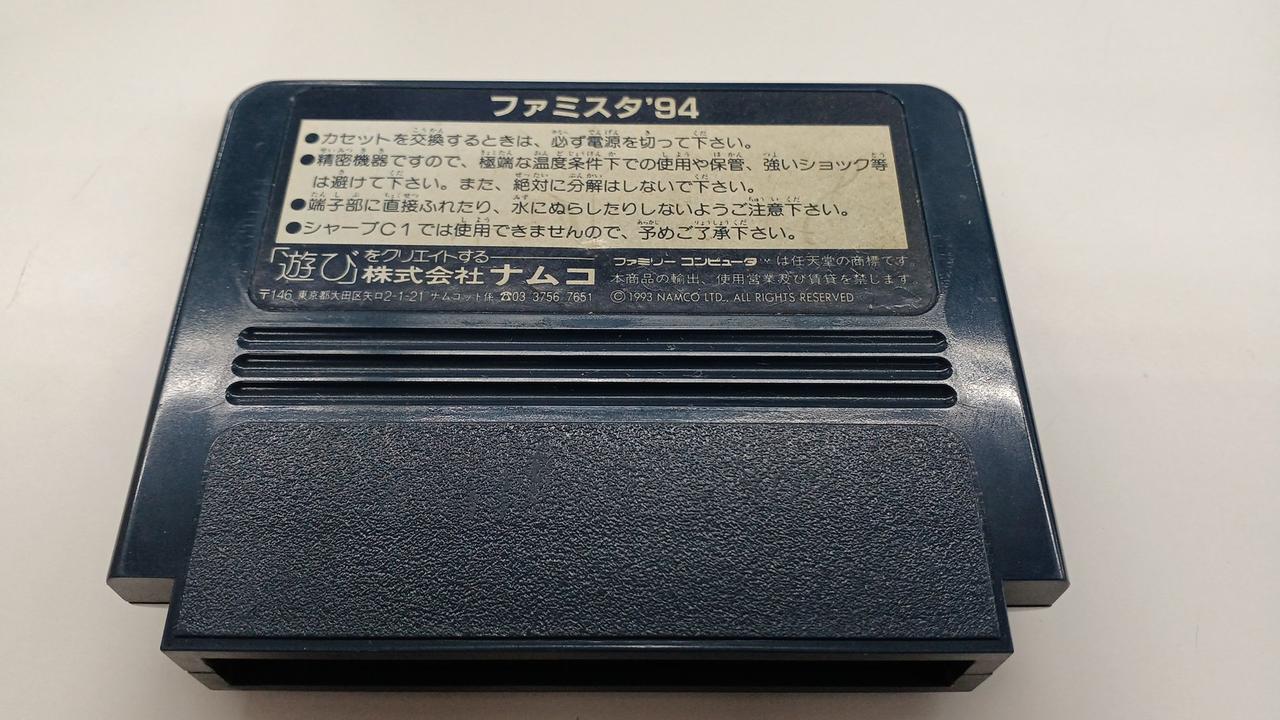 ファミスタ'94
●カセットを交換するときは、必ず電源を切って下さい。
●精密機器ですので、極端な温度条件下での使用や保管、強いショック等
は避けて下さい。また、絶対に分解はしないで下さい。
●端子部に直接ふれたり、水にぬらしたりしないようご注意下さい。
●シャープC1では使用できませんので、予めご了承下さい。
「遊び」をクリエイトする
株式会社ナムコ
〒146 東京都大田区矢口2-1-21 ナムコット係 ☎03 3756 7651
ファミリーコンピュータ™は任天堂の商標です。
本商品の輸出、使用営業及び賃貸を禁じます。
©1993 NAMCO LTD., ALL RIGHTS RESERVED